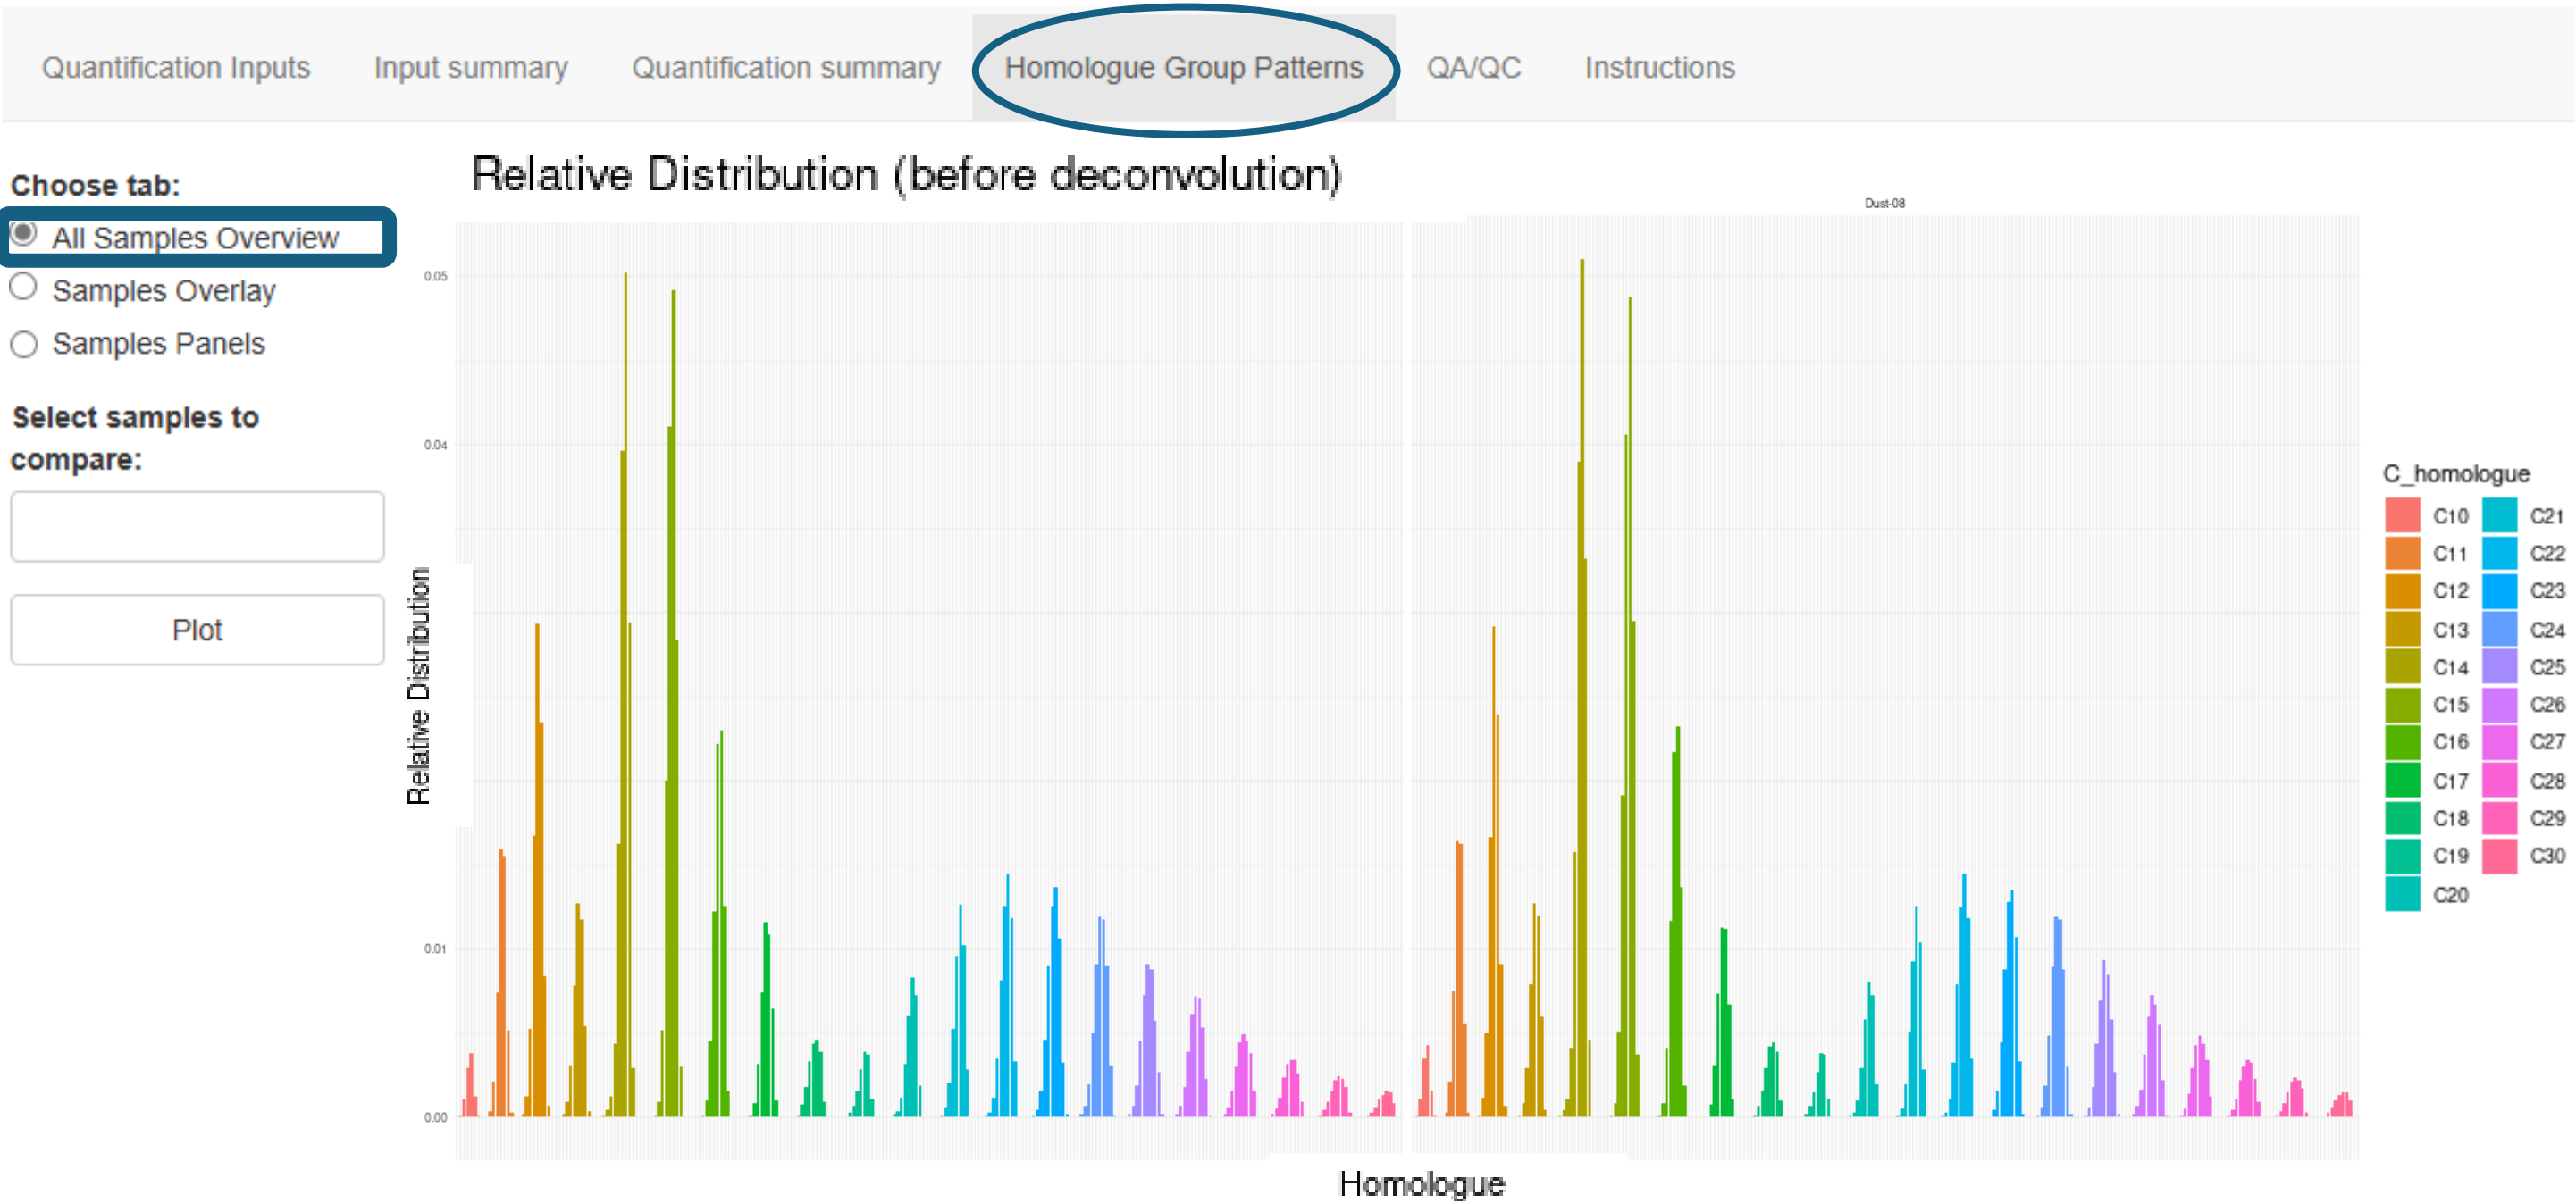 Quantification Inputs Input summary Quantification summary Homologue Group Patterns QA/QC Instructions
Choose tab:
All Samples Overview
Samples Overlay
Samples Panels
Select samples to
compare:
Plot
Relative Distribution (before deconvolution)
Dust-08
0.05
0.04
0.01
0.00
Relative Distribution
Homologue
C_homologue
C10 C21
C11 C22
C12 C23
C13 C24
C14 C25
C15 C26
C16 C27
C17 C28
C18 C29
C19 C30
C20